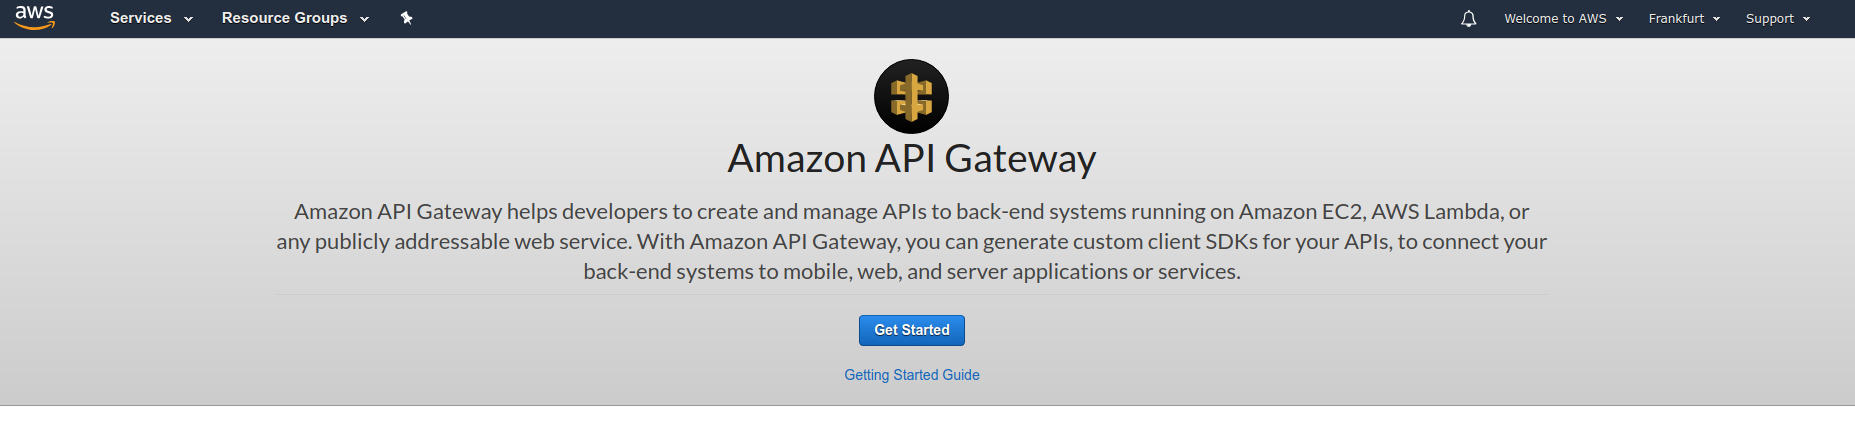 aws Services Resource Groups Welcome to AWS Frankfurt Support
Amazon API Gateway
Amazon API Gateway helps developers to create and manage APIs to back-end systems running on Amazon EC2, AWS Lambda, or
any publicly addressable web service. With Amazon API Gateway, you can generate custom client SDKs for your APIs, to connect your
back-end systems to mobile, web, and server applications or services.
Get Started
Getting Started Guide